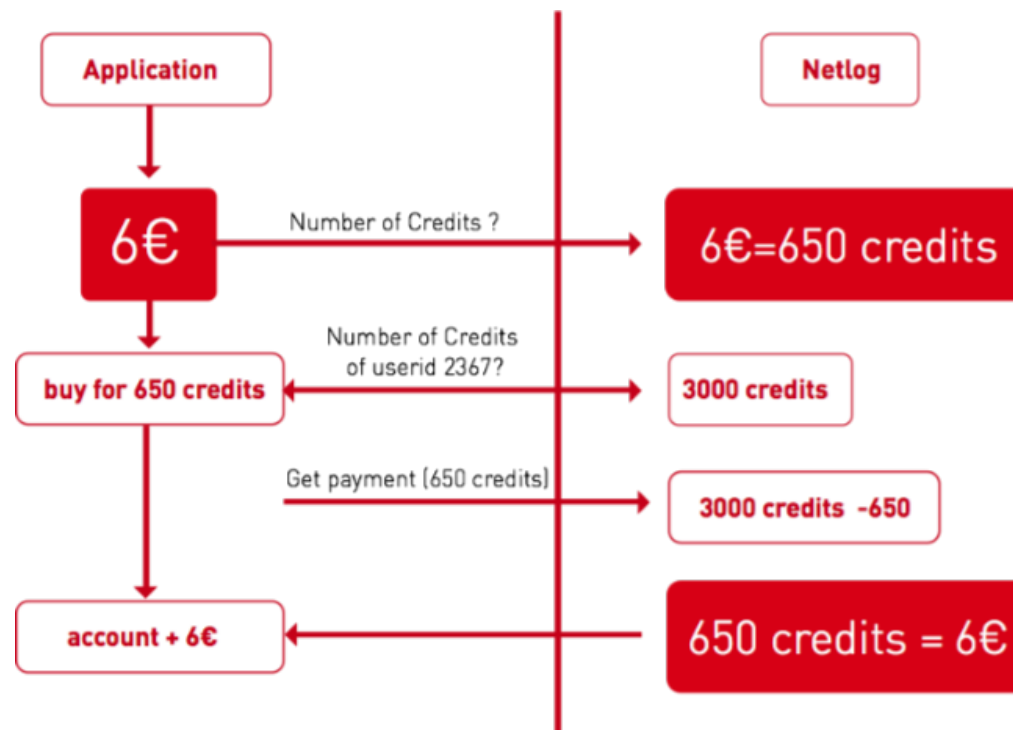 Application
Netlog
6€
Number of Credits ?
6€=650 credits
Number of Credits
of userid 2367?
buy for 650 credits
3000 credits
Get payment (650 credits)
3000 credits -650
account + 6€
650 credits = 6€